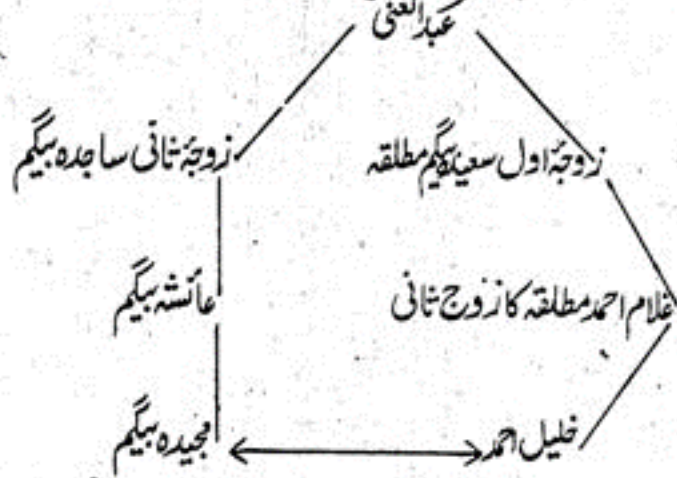 عبدالغنی
زوجۂ اول سعیدہ بیگم مطلقہ
زوجۂ ثانی ساجدہ بیگم
غلام احمد مطلقہ کا زوج ثانی
عائشہ بیگم
خلیل احمد
مجیدہ بیگم